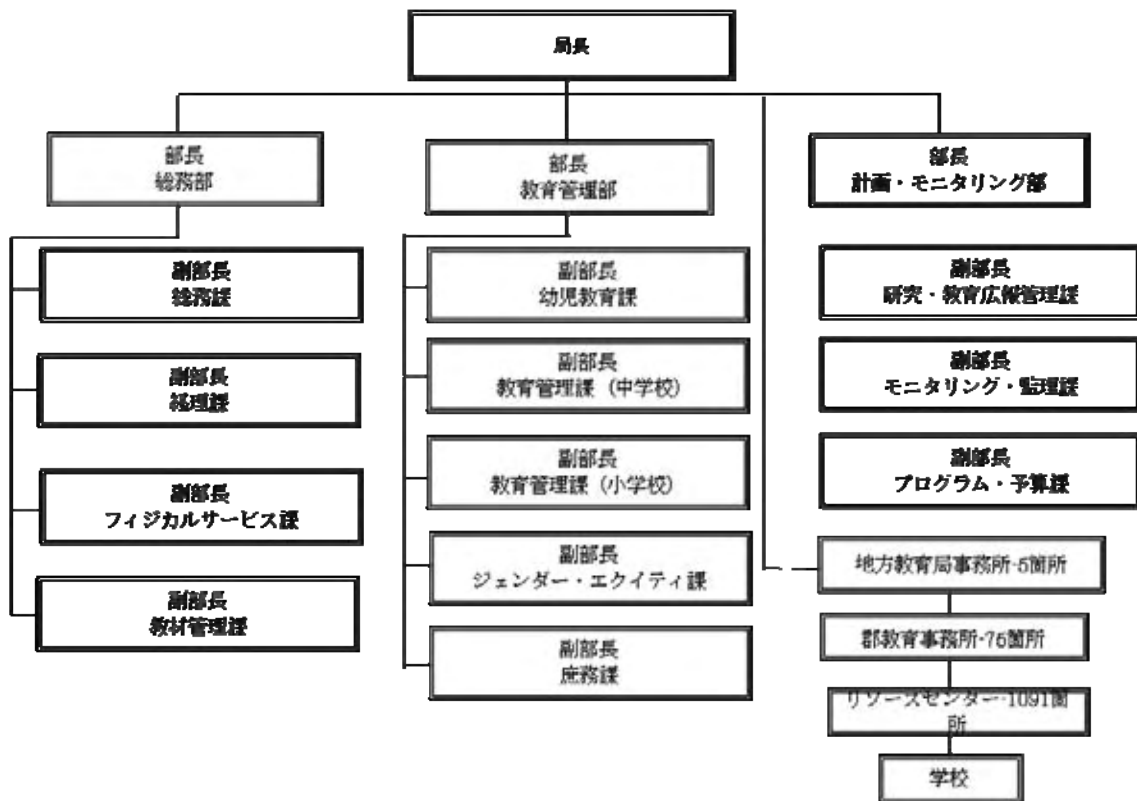 局長
部長
総務部
部長
教育管理部
部長
計画・モニタリング部
副部長
総務課
副部長
経理課
副部長
フィジカルサービス課
副部長
教材管理課
副部長
幼児教育課
副部長
教育管理課（中学校）
副部長
教育管理課（小学校）
副部長
ジェンダー・エクイティ課
副部長
庶務課
副部長
研究・教育広報管理課
副部長
モニタリング・監理課
副部長
プログラム・予算課
地方教育局事務所-5箇所
郡教育事務所-75箇所
リソースセンター-1091箇
所
学校